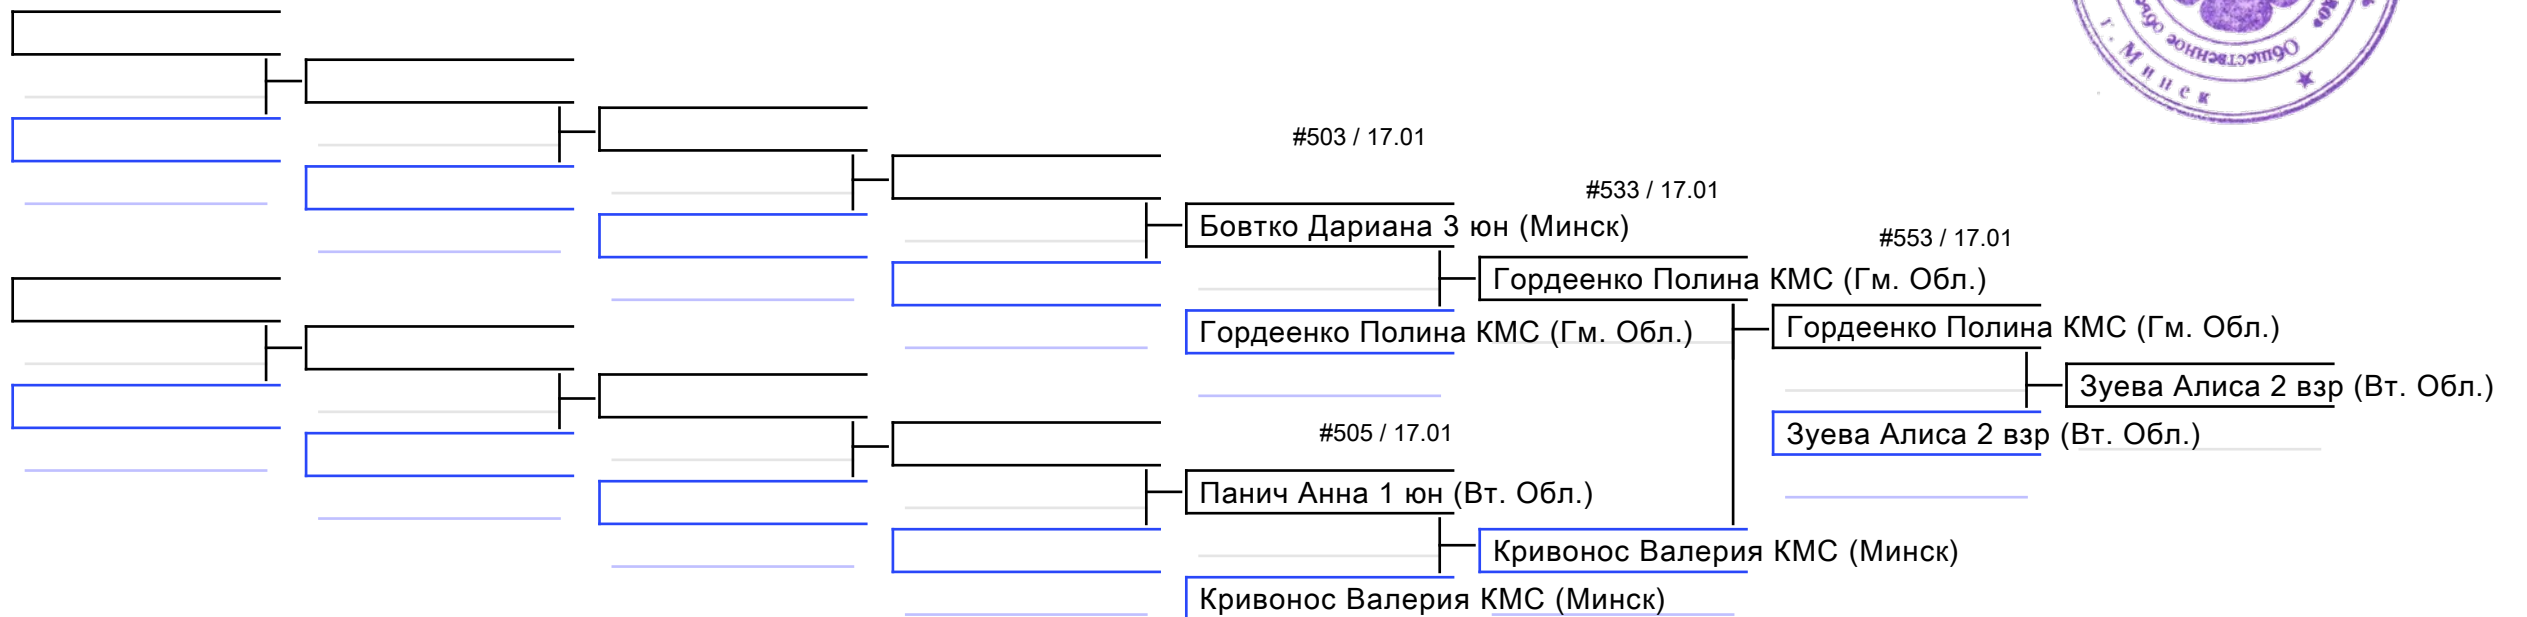 г. Минск
Общественное
#503 / 17.01
#533 / 17.01
Бовтко Дариана 3 юн (Минск)
#553 / 17.01
Гордеенко Полина КМС (Гм. Обл.)
Гордеенко Полина КМС (Гм. Обл.)
Гордеенко Полина КМС (Гм. Обл.)
Зуева Алиса 2 взр (Вт. Обл.)
#505 / 17.01
Зуева Алиса 2 взр (Вт. Обл.)
Панич Анна 1 юн (Вт. Обл.)
Кривонос Валерия КМС (Минск)
Кривонос Валерия КМС (Минск)